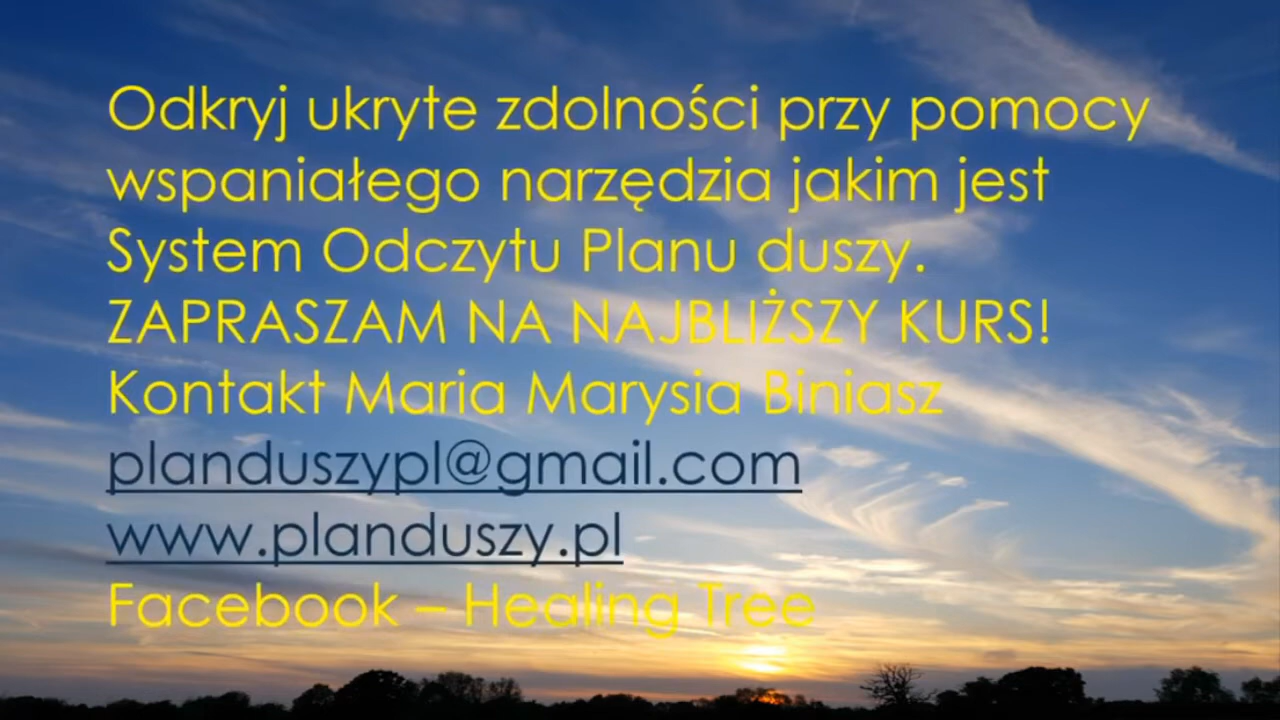 Odkryj ukryte zdolności przy pomocy
wspaniałego narzędzia jakim jest
System Odczytu Planu duszy.
ZAPRASZAM NA NAJBLIŻSZY KURS!
Kontakt Maria Marysia Biniasz
planduszypl@gmail.com
www.planduszy.pl
Facebook – Healing Tree